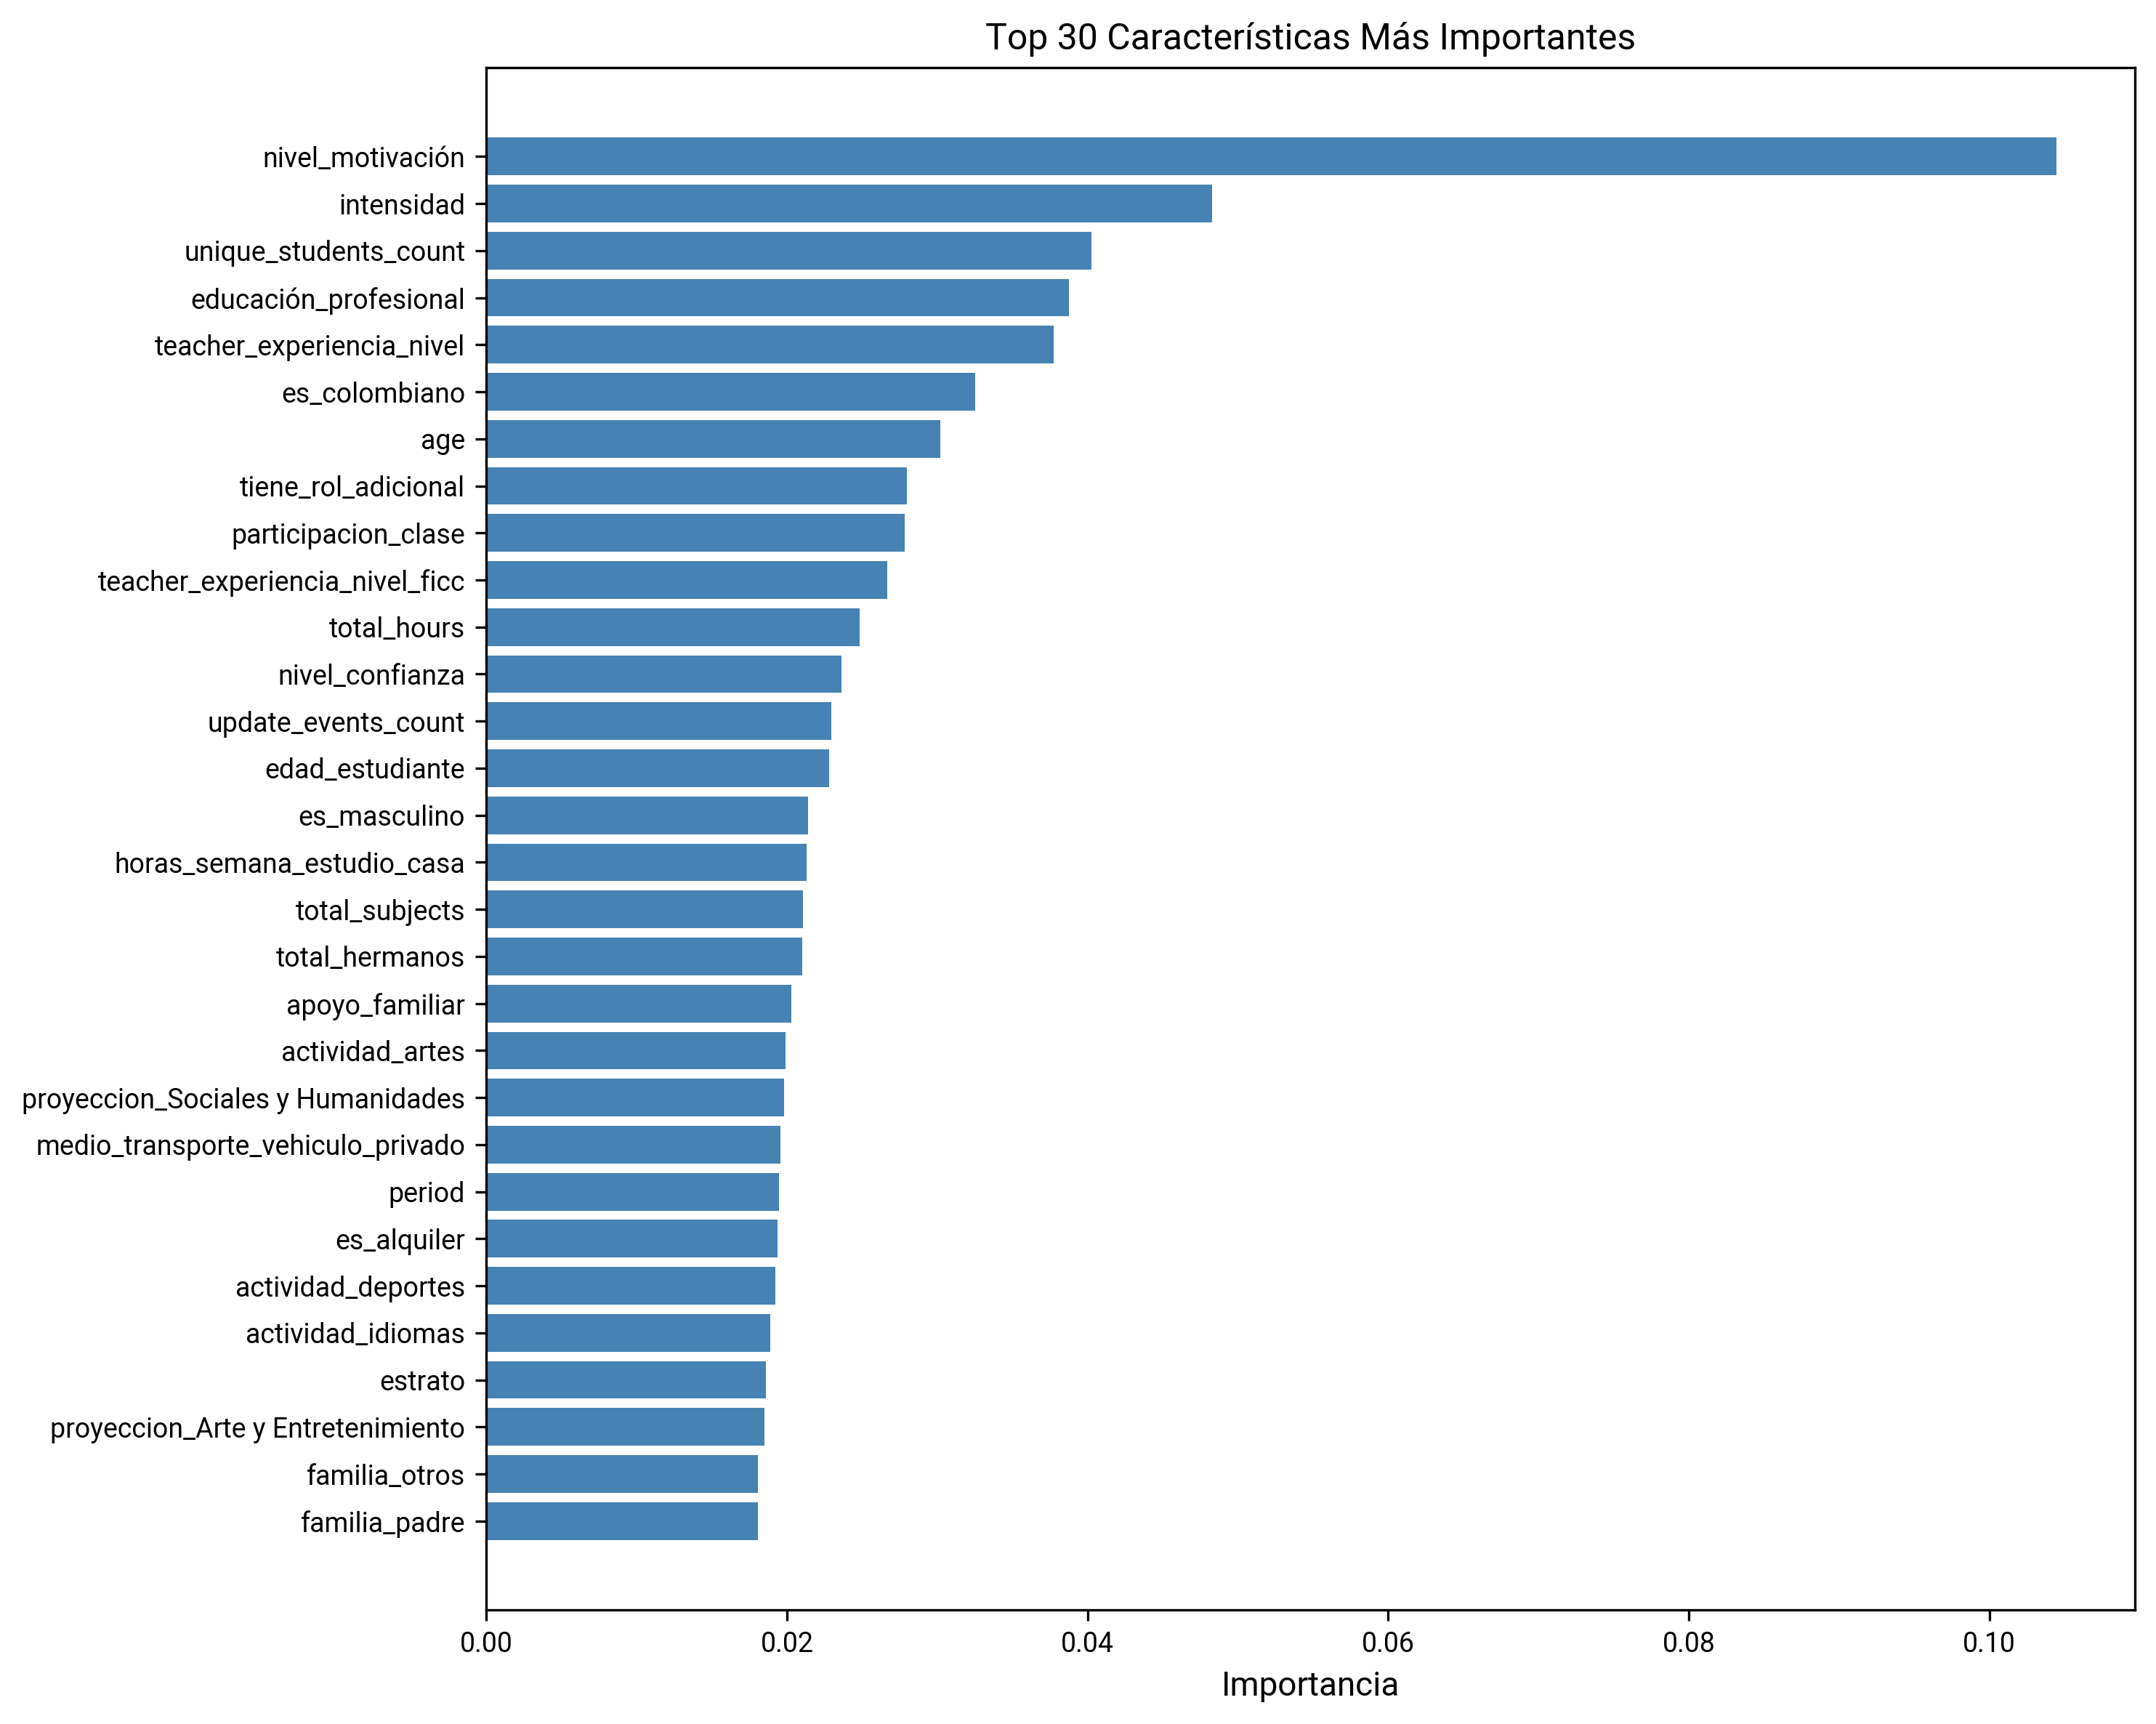 Top 30 Características Más Importantes
nivel_motivación
intensidad
unique_students_count
educación_profesional
teacher_experiencia_nivel
es_colombiano
age
tiene_rol_adicional
participacion_clase
teacher_experiencia_nivel_ficc
total_hours
nivel_confianza
update_events_count
edad_estudiante
es_masculino
horas_semana_estudio_casa
total_subjects
total_hermanos
apoyo_familiar
actividad_artes
proyeccion_Sociales y Humanidades
medio_transporte_vehiculo_privado
period
es_alquiler
actividad_deportes
actividad_idiomas
estrato
proyeccion_Arte y Entretenimiento
familia_otros
familia_padre
0.00 0.02 0.04 0.06 0.08 0.10
Importancia